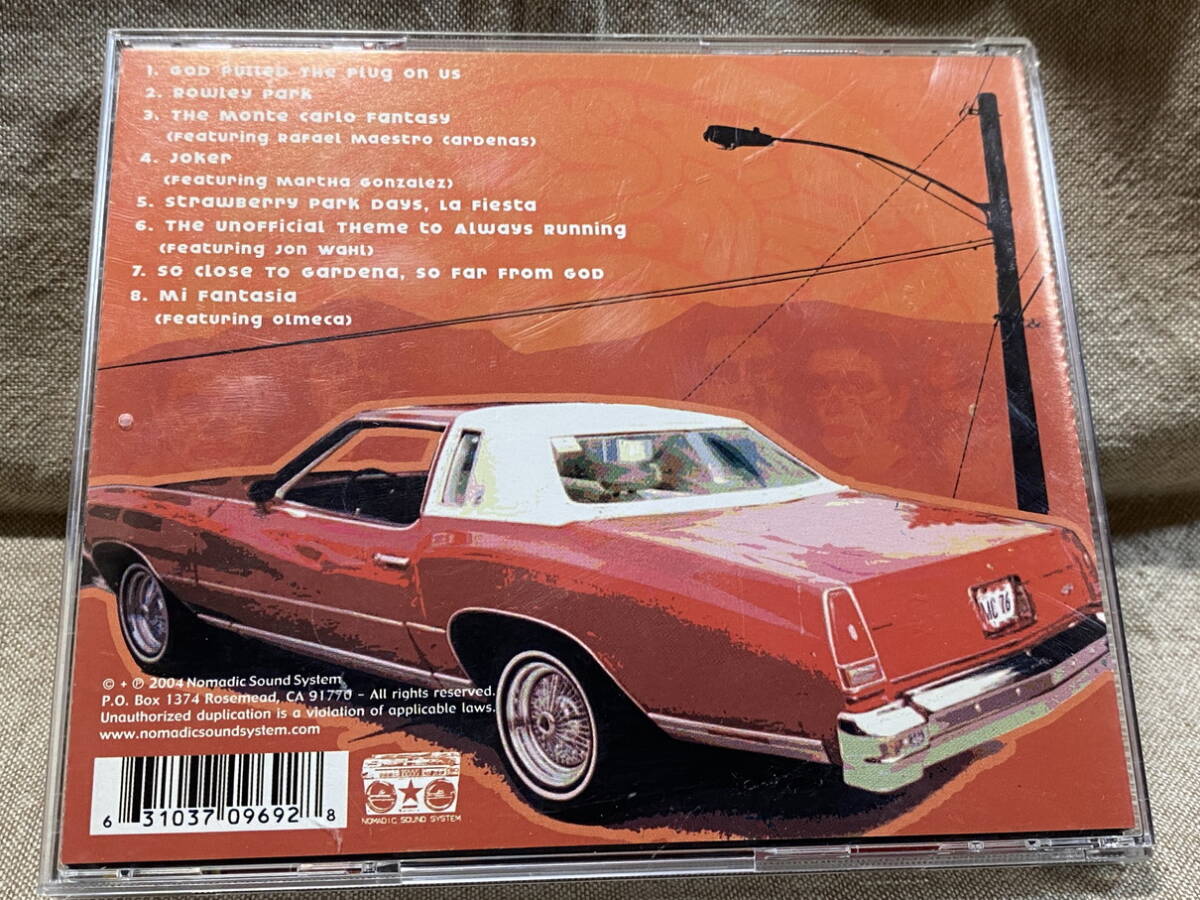 1. God Pulled The Plug on us
2. Rowley Park
3. The Monte Carlo Fantasy
(Featuring Rafael Maestro Cardenas)
4. Joker
(Featuring Martha Gonzalez)
5. Strawberry Park Days, La Fiesta
6. The Unofficial Theme to Always Running
(Featuring Jon Wahl)
7. So Close To Gardena, So Far From God
8. Mi Fantasia
(Featuring Olmeca)
MC 76
© + ℗ 2004 Nomadic Sound System
P.O. Box 1374 Rosemead, CA 91770 – All rights reserved.
Unauthorized duplication is a violation of applicable laws.
www.nomadicsoundsystem.com
6 31037 09692 8
NOMADIC SOUND SYSTEM